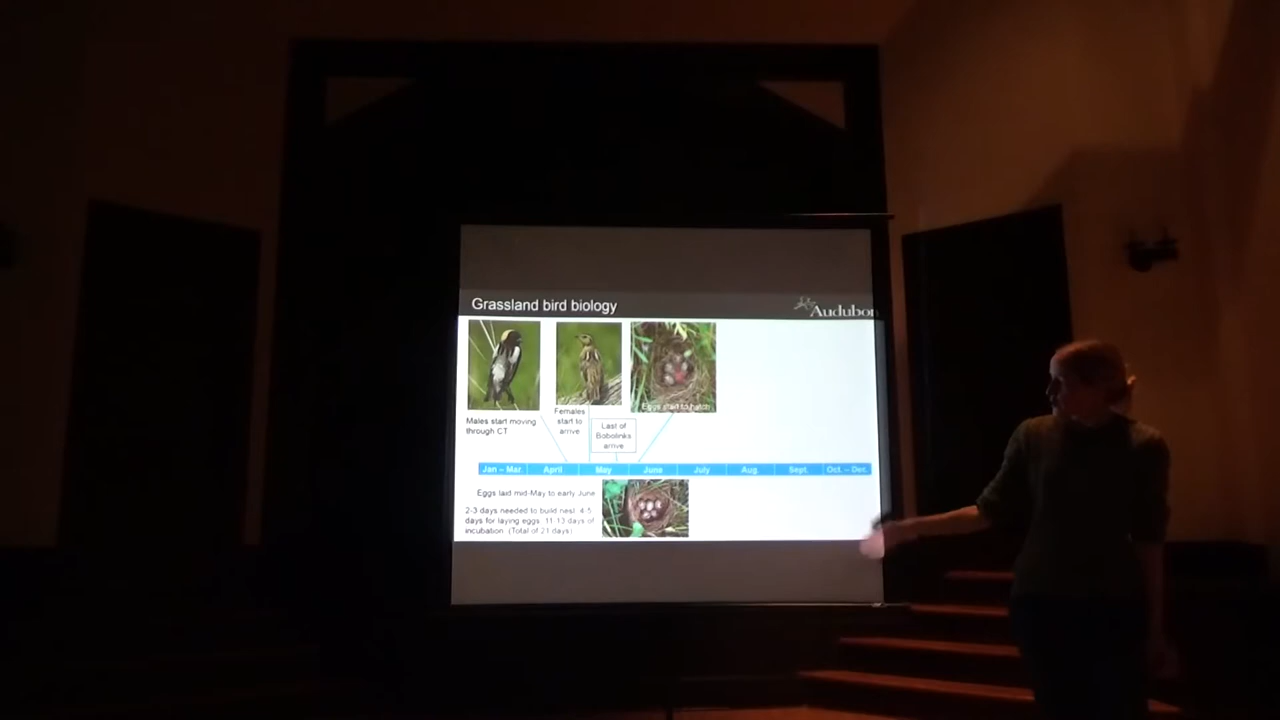 Grassland bird biology
Audubon
Eggs start to hatch
Males start moving
through CT
Females
start to
arrive
Last of
Bobolinks
arrive
Jan – Mar. April May June July Aug. Sept. Oct. – Dec.
Eggs laid mid-May to early June
2-3 days needed to build nest. 4-5
days for laying eggs. 11-13 days of
incubation. (Total of 21 days)